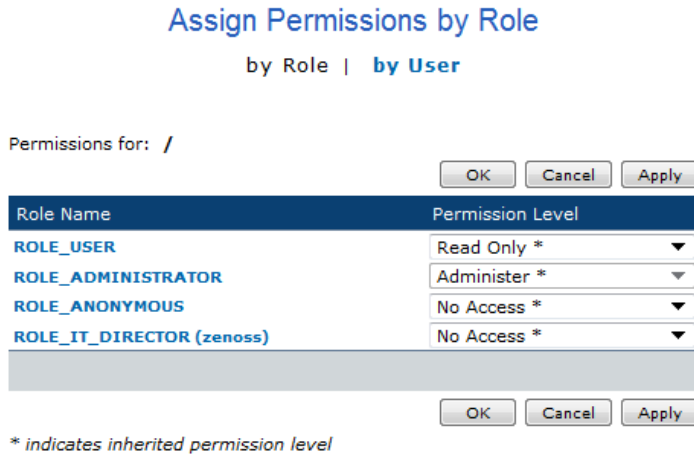 Assign Permissions by Role
by Role | by User
Permissions for: /
OK Cancel Apply
Role Name Permission Level
ROLE_USER Read Only *
ROLE_ADMINISTRATOR Administer *
ROLE_ANONYMOUS No Access *
ROLE_IT_DIRECTOR (zenoss) No Access *
OK Cancel Apply
* indicates inherited permission level